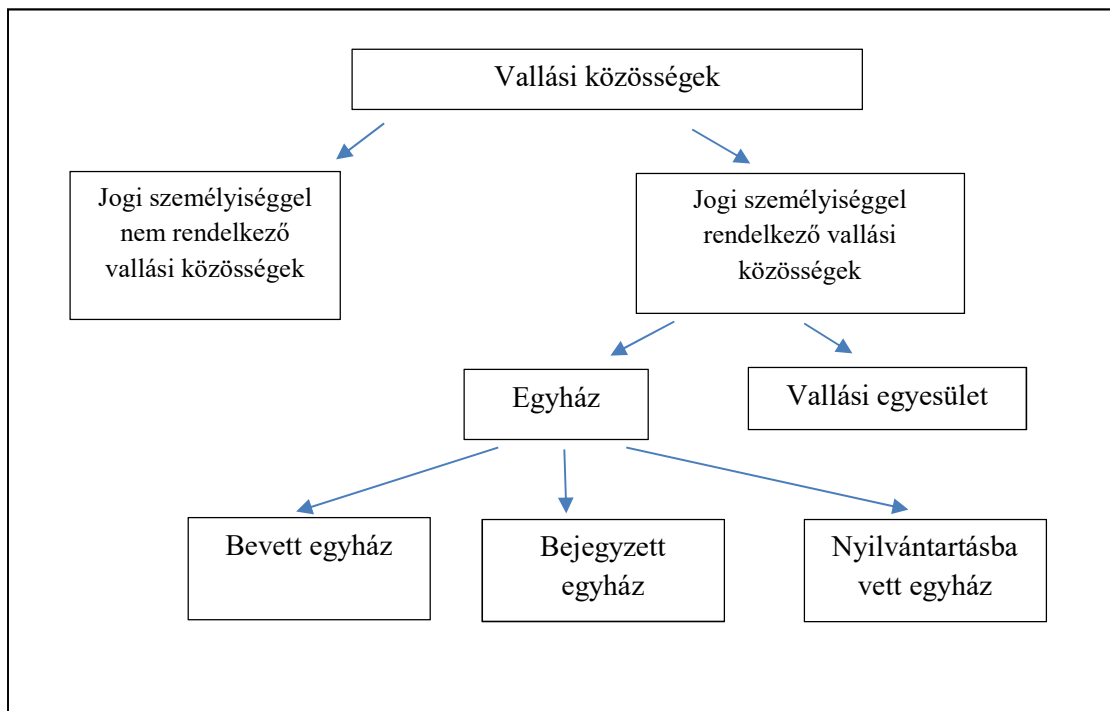 Vallási közösségek
Jogi személyiséggel
nem rendelkező
vallási közösségek
Jogi személyiséggel
rendelkező vallási
közösségek
Egyház
Vallási egyesület
Bevett egyház
Bejegyzett
egyház
Nyilvántartásba
vett egyház